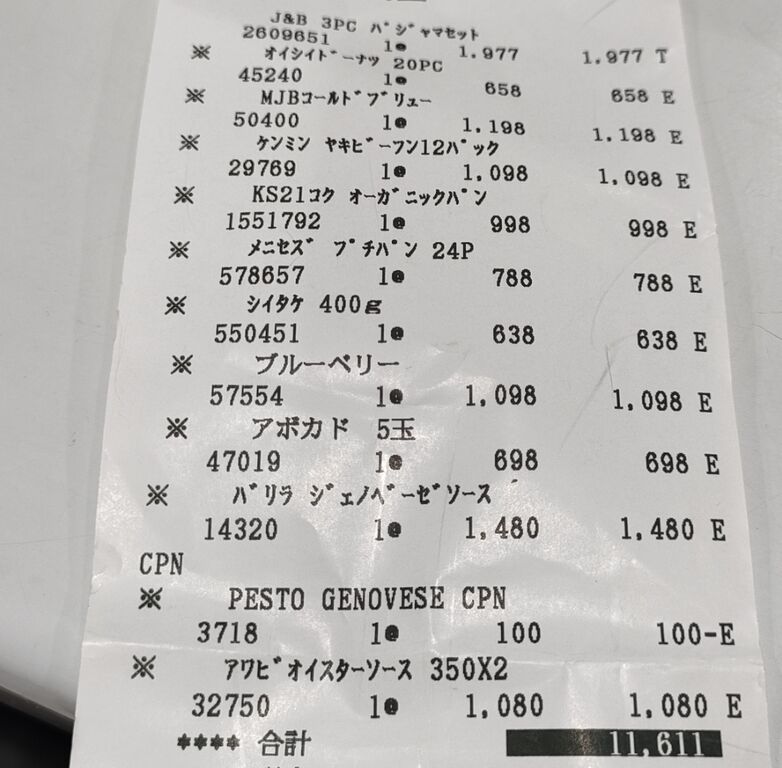 J&B 3PC ﾊﾟｼﾞｬﾏｾｯﾄ
2609651 1@ 1,977 1,977 T
※ ｵｲｼｲﾄﾞｰﾅﾂ 20PC
45240 1@ 658 658 E
※ MJBｺｰﾙﾄﾞﾌﾞﾘｭｰ
50400 1@ 1,198 1,198 E
※ ｹﾝﾐﾝ ﾔｷﾋﾞｰﾌﾝ12ﾊﾟｯｸ
29769 1@ 1,098 1,098 E
※ KS21ｺｸ ｵｰｶﾞﾆｯｸﾊﾟﾝ
1551792 1@ 998 998 E
※ ﾒﾆｾｽﾞ ﾌﾟﾁﾊﾟﾝ 24P
578657 1@ 788 788 E
※ ｼｲﾀｹ 400g
550451 1@ 638 638 E
※ ブルーベリー
57554 1@ 1,098 1,098 E
※ アボカド 5玉
47019 1@ 698 698 E
※ ﾊﾞﾘﾗ ｼﾞｪﾉﾍﾞｰｾﾞｿｰｽ
14320 1@ 1,480 1,480 E
CPN
※ PESTO GENOVESE CPN
3718 1@ 100 100-E
※ ｱﾜﾋﾞｵｲｽﾀｰｿｰｽ 350X2
32750 1@ 1,080 1,080 E
**** 合計 11,611